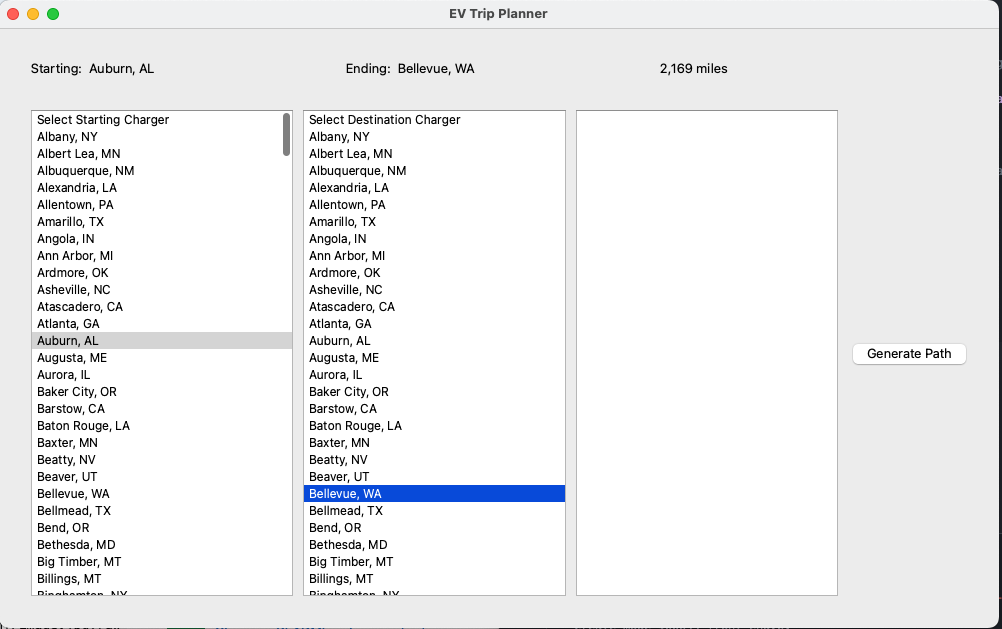 EV Trip Planner
Starting: Auburn, AL
Ending: Bellevue, WA
2,169 miles
Select Starting Charger
Albany, NY
Albert Lea, MN
Albuquerque, NM
Alexandria, LA
Allentown, PA
Amarillo, TX
Angola, IN
Ann Arbor, MI
Ardmore, OK
Asheville, NC
Atascadero, CA
Atlanta, GA
Auburn, AL
Augusta, ME
Aurora, IL
Baker City, OR
Barstow, CA
Baton Rouge, LA
Baxter, MN
Beatty, NV
Beaver, UT
Bellevue, WA
Bellmead, TX
Bend, OR
Bethesda, MD
Big Timber, MT
Billings, MT
Binghamton, NY
Select Destination Charger
Albany, NY
Albert Lea, MN
Albuquerque, NM
Alexandria, LA
Allentown, PA
Amarillo, TX
Angola, IN
Ann Arbor, MI
Ardmore, OK
Asheville, NC
Atascadero, CA
Atlanta, GA
Auburn, AL
Augusta, ME
Aurora, IL
Baker City, OR
Barstow, CA
Baton Rouge, LA
Baxter, MN
Beatty, NV
Beaver, UT
Bellevue, WA
Bellmead, TX
Bend, OR
Bethesda, MD
Big Timber, MT
Billings, MT
Binghamton, NY
Generate Path